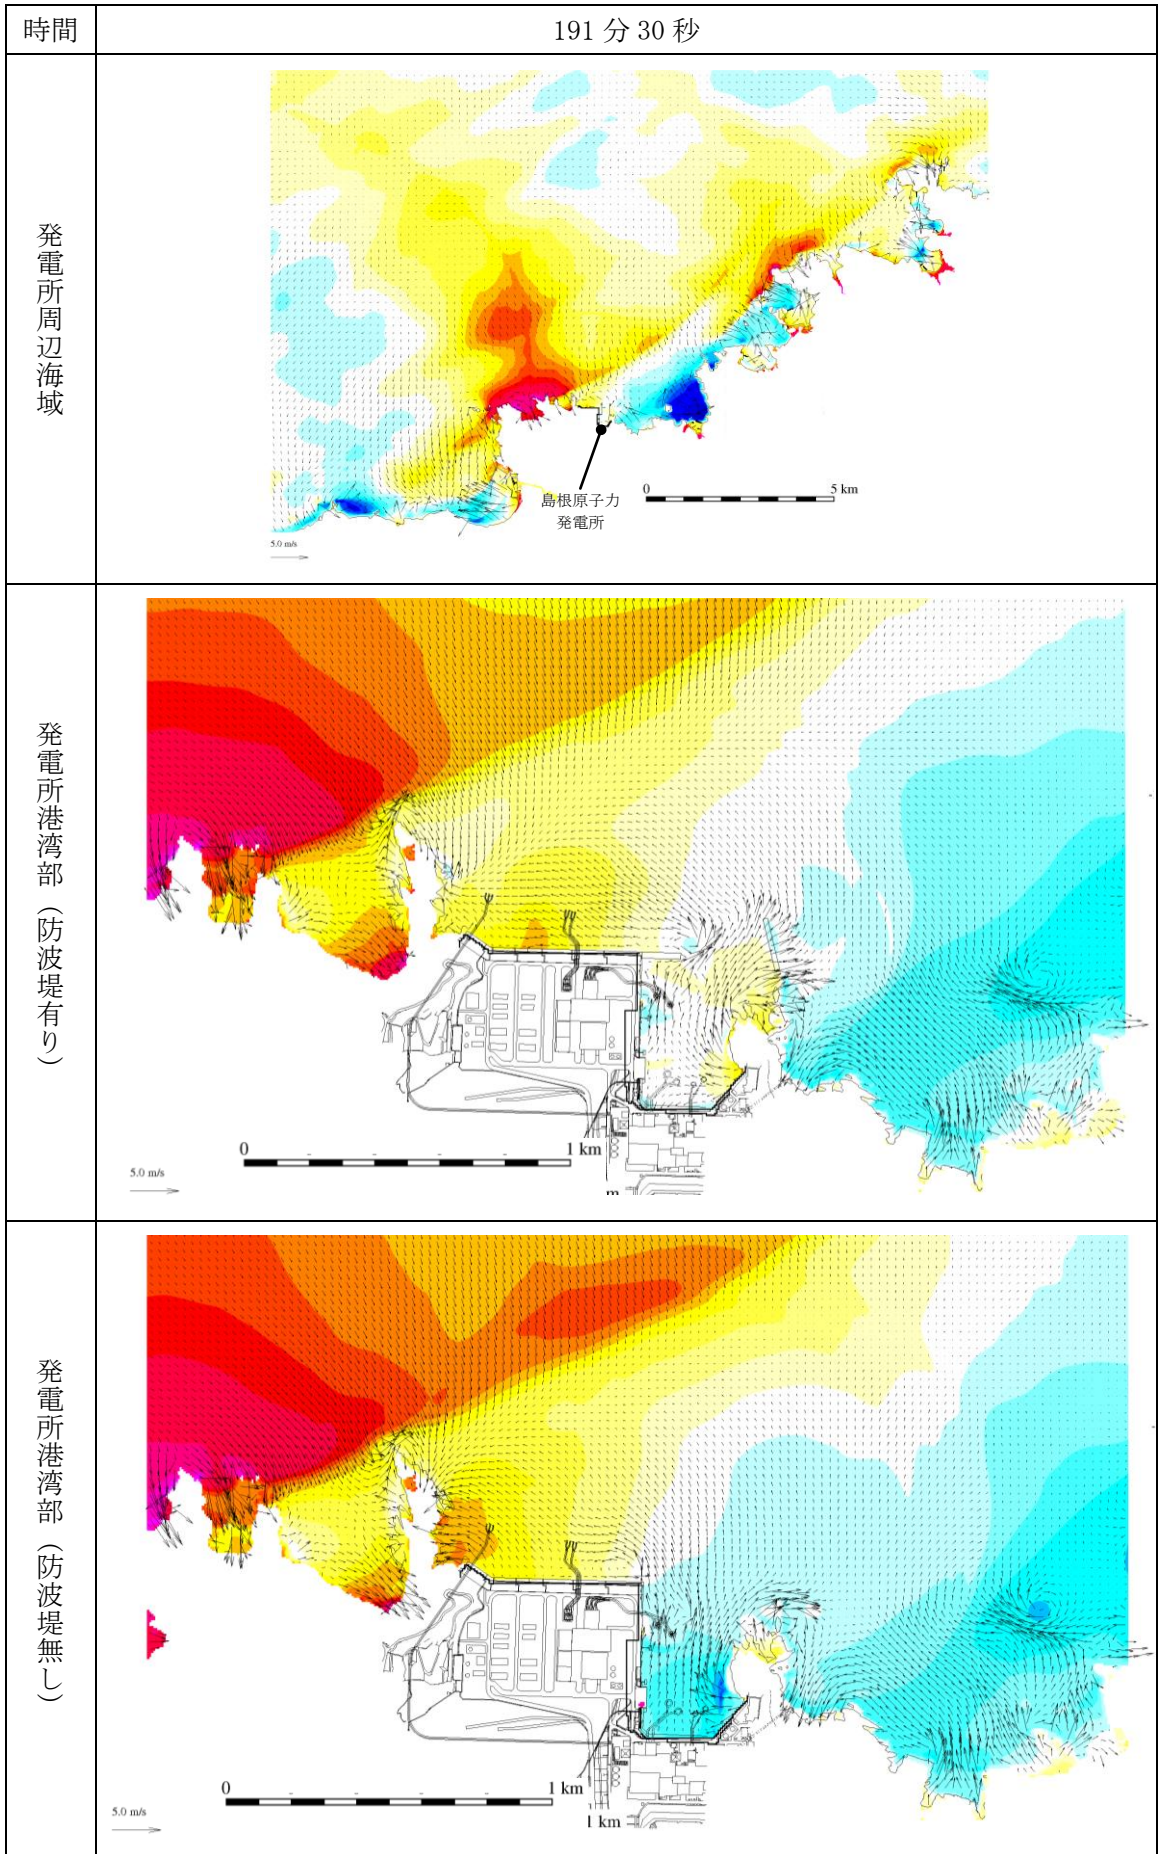 時間
191 分 30 秒
発電所周辺海域
島根原子力
発電所
0
5 km
5.0 m/s
発電所港湾部（防波堤有り）
0
1 km
5.0 m/s
m
発電所港湾部（防波堤無し）
0
1 km
5.0 m/s
1 km